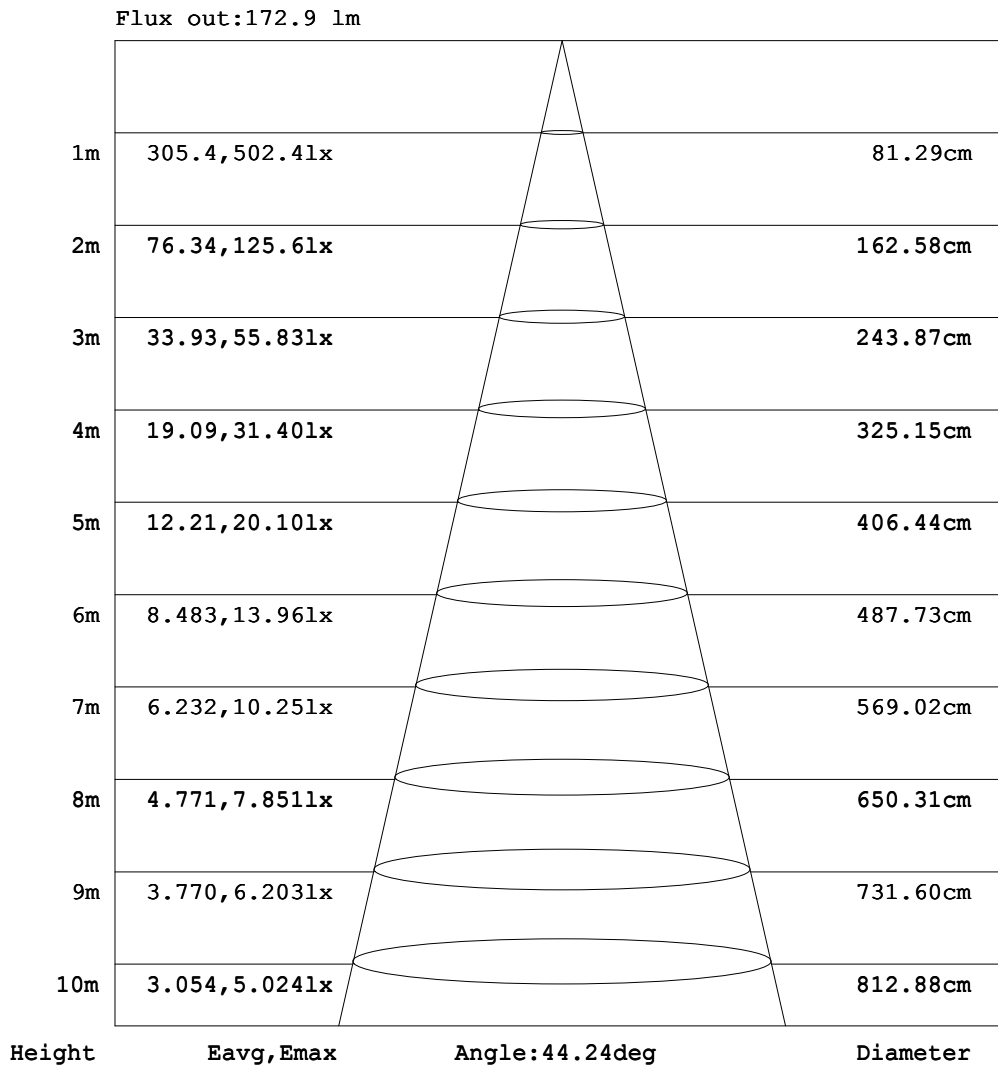 Flux out:172.9 lm
1m 305.4,502.4lx 81.29cm
2m 76.34,125.6lx 162.58cm
3m 33.93,55.83lx 243.87cm
4m 19.09,31.40lx 325.15cm
5m 12.21,20.10lx 406.44cm
6m 8.483,13.96lx 487.73cm
7m 6.232,10.25lx 569.02cm
8m 4.771,7.851lx 650.31cm
9m 3.770,6.203lx 731.60cm
10m 3.054,5.024lx 812.88cm
Height Eavg,Emax Angle:44.24deg Diameter